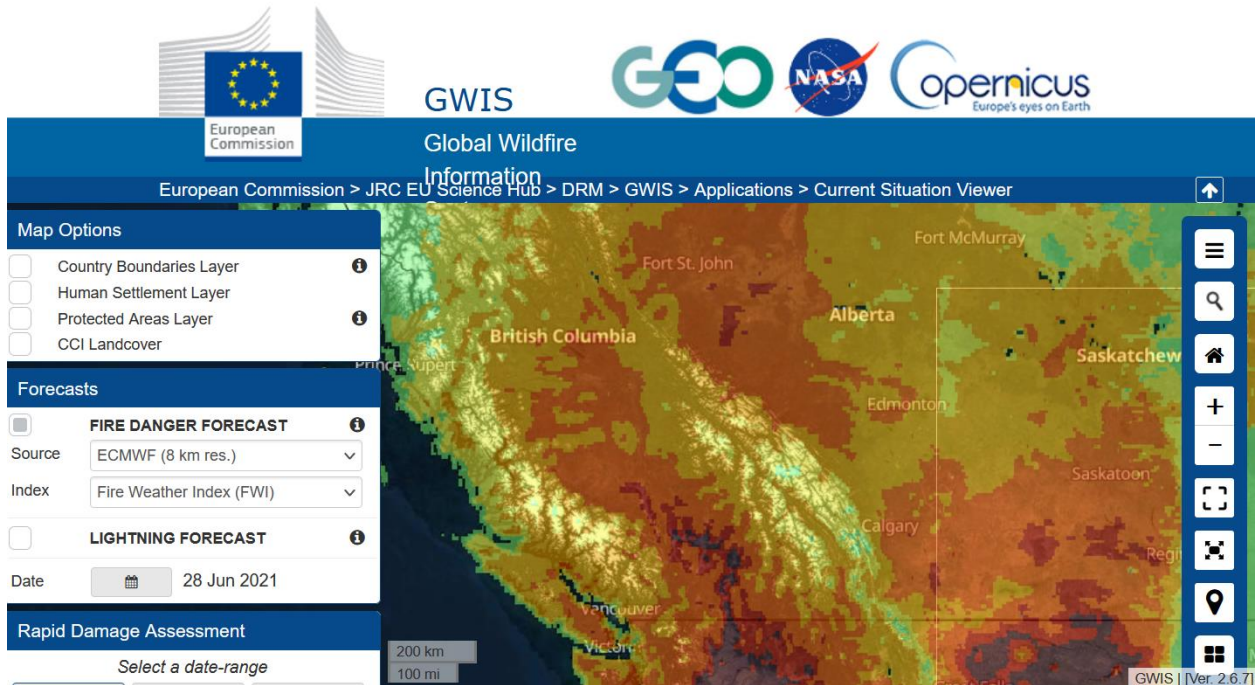 European
Commission
GWIS
GEO
NASA
Copernicus
Europe's eyes on Earth
Global Wildfire
Information
European Commission > JRC EU Science Hub > DRM > GWIS > Applications > Current Situation Viewer
Map Options
Country Boundaries Layer
Human Settlement Layer
Protected Areas Layer
CCI Landcover
Forecasts
FIRE DANGER FORECAST
Source
ECMWF (8 km res.)
Index
Fire Weather Index (FWI)
LIGHTNING FORECAST
Date
28 Jun 2021
Rapid Damage Assessment
Select a date-range
Fort McMurray
Fort St. John
Alberta
British Columbia
Prince Rupert
Saskatchew
Edmonton
Saskatoon
Calgary
Regi
Vancouver
Victoria
200 km
100 mi
GWIS | [Ver. 2.6.7]